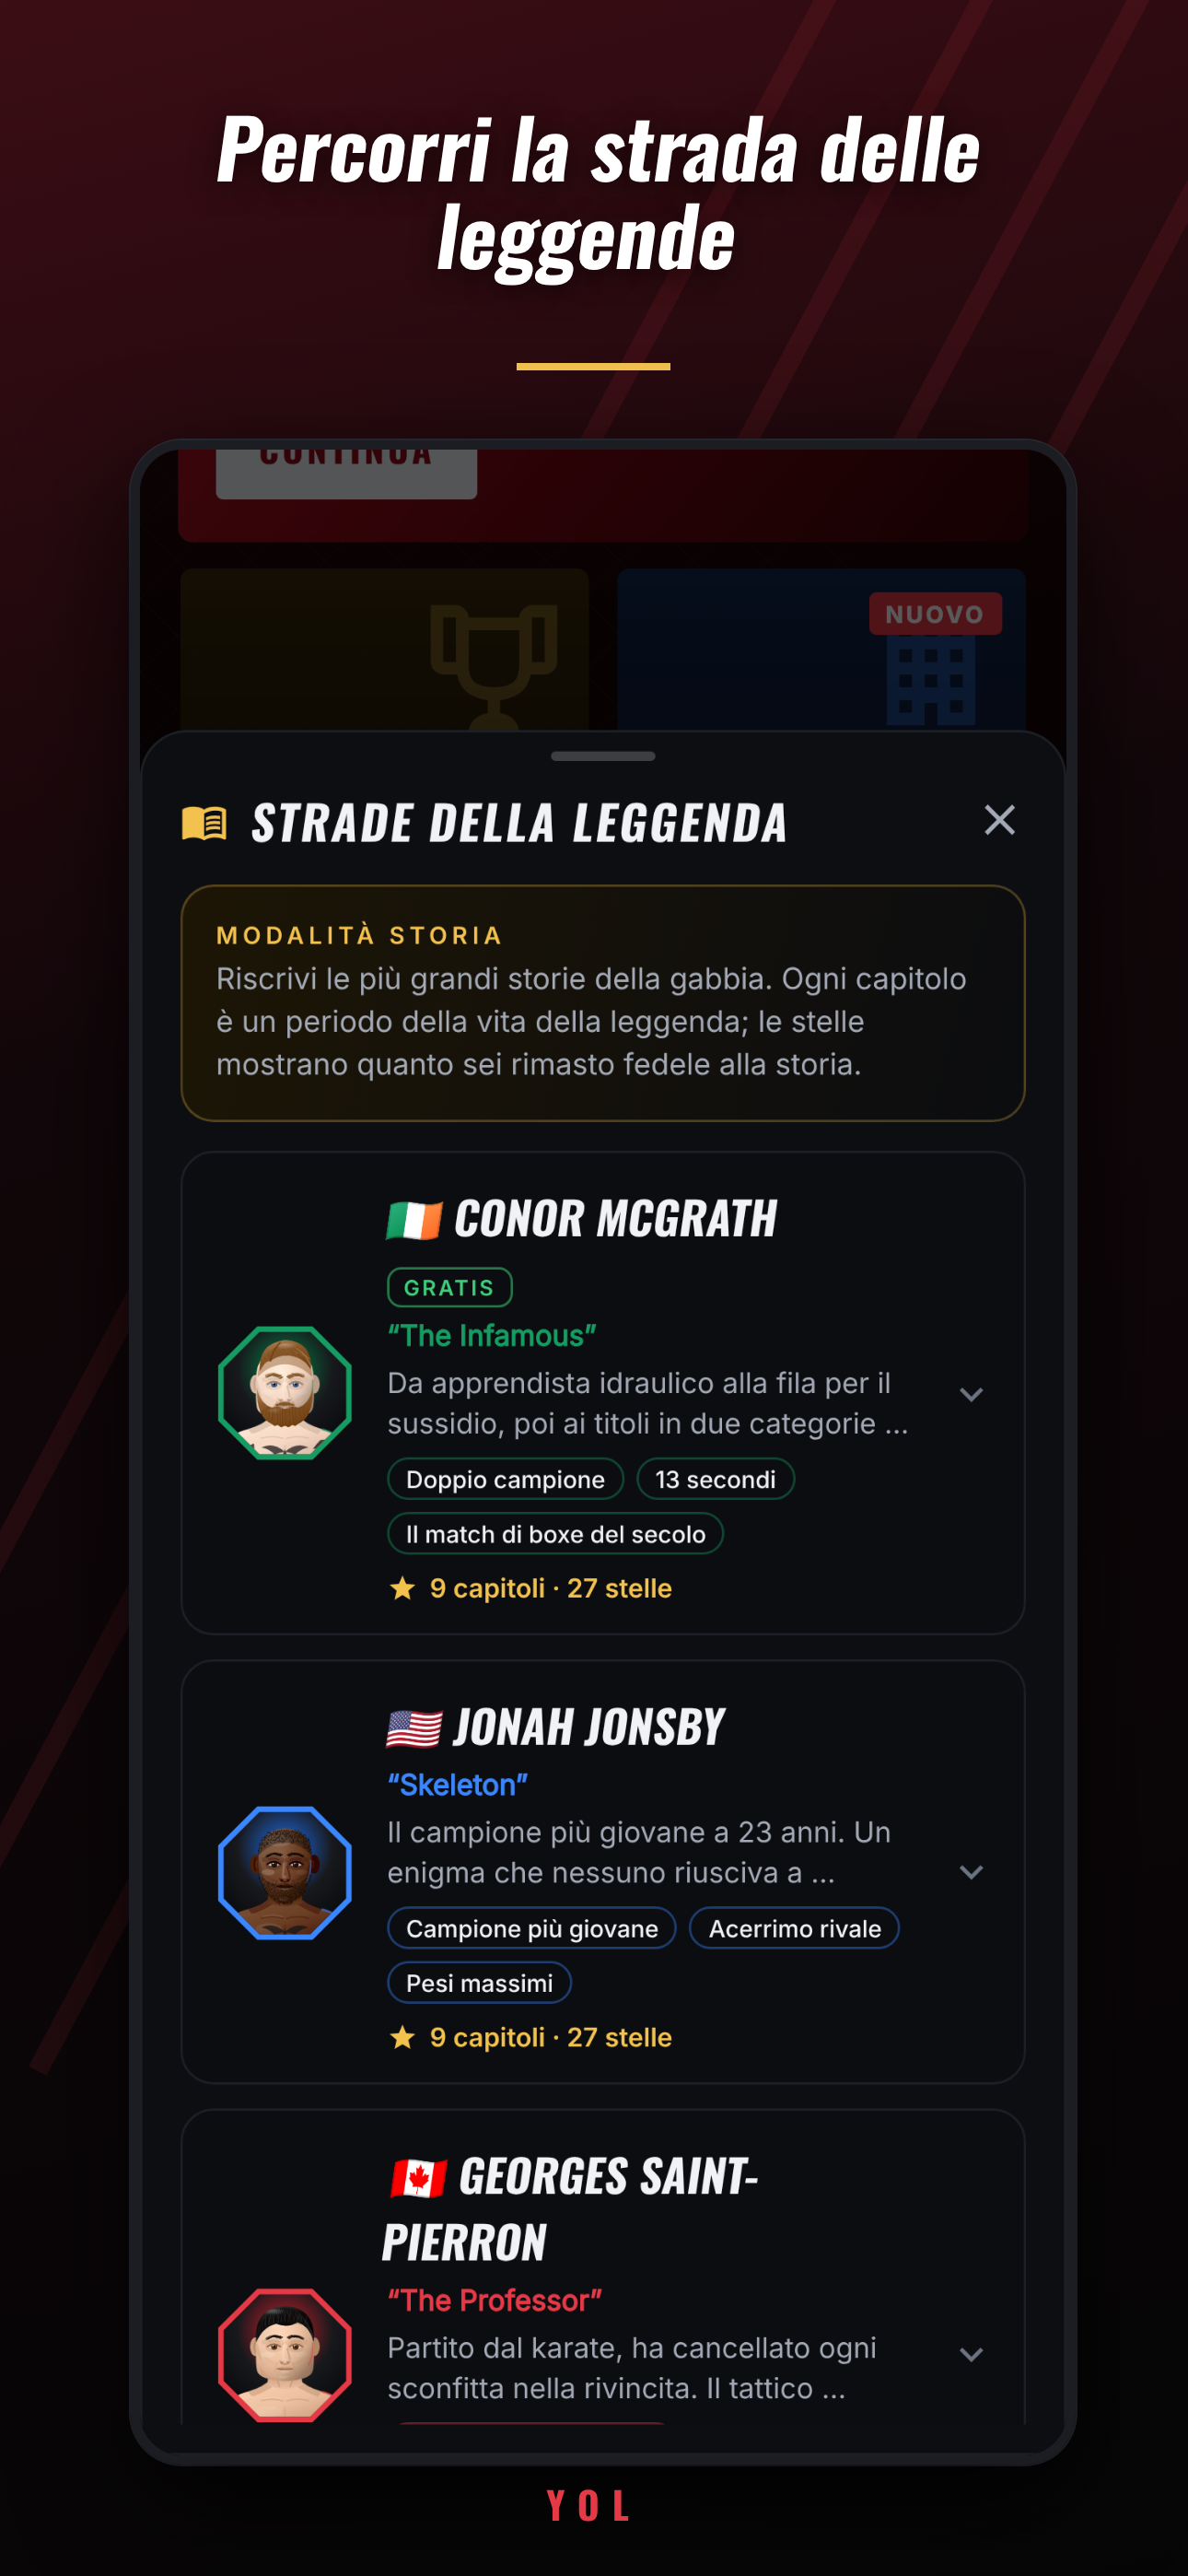 Percorri la strada delle
leggende
CONTINUA
NUOVO
STRADE DELLA LEGGENDA
MODALITÀ STORIA
Riscrivi le più grandi storie della gabbia. Ogni capitolo
è un periodo della vita della leggenda; le stelle
mostrano quanto sei rimasto fedele alla storia.
🇮🇪 CONOR MCGRATH
GRATIS
“The Infamous”
Da apprendista idraulico alla fila per il
sussidio, poi ai titoli in due categorie ...
Doppio campione 13 secondi
Il match di boxe del secolo
★ 9 capitoli · 27 stelle
🇺🇸 JONAH JONSBY
“Skeleton”
Il campione più giovane a 23 anni. Un
enigma che nessuno riusciva a ...
Campione più giovane Acerrimo rivale
Pesi massimi
★ 9 capitoli · 27 stelle
🇨🇦 GEORGES SAINT-
PIERRON
“The Professor”
Partito dal karate, ha cancellato ogni
sconfitta nella rivincita. Il tattico ...
YOL